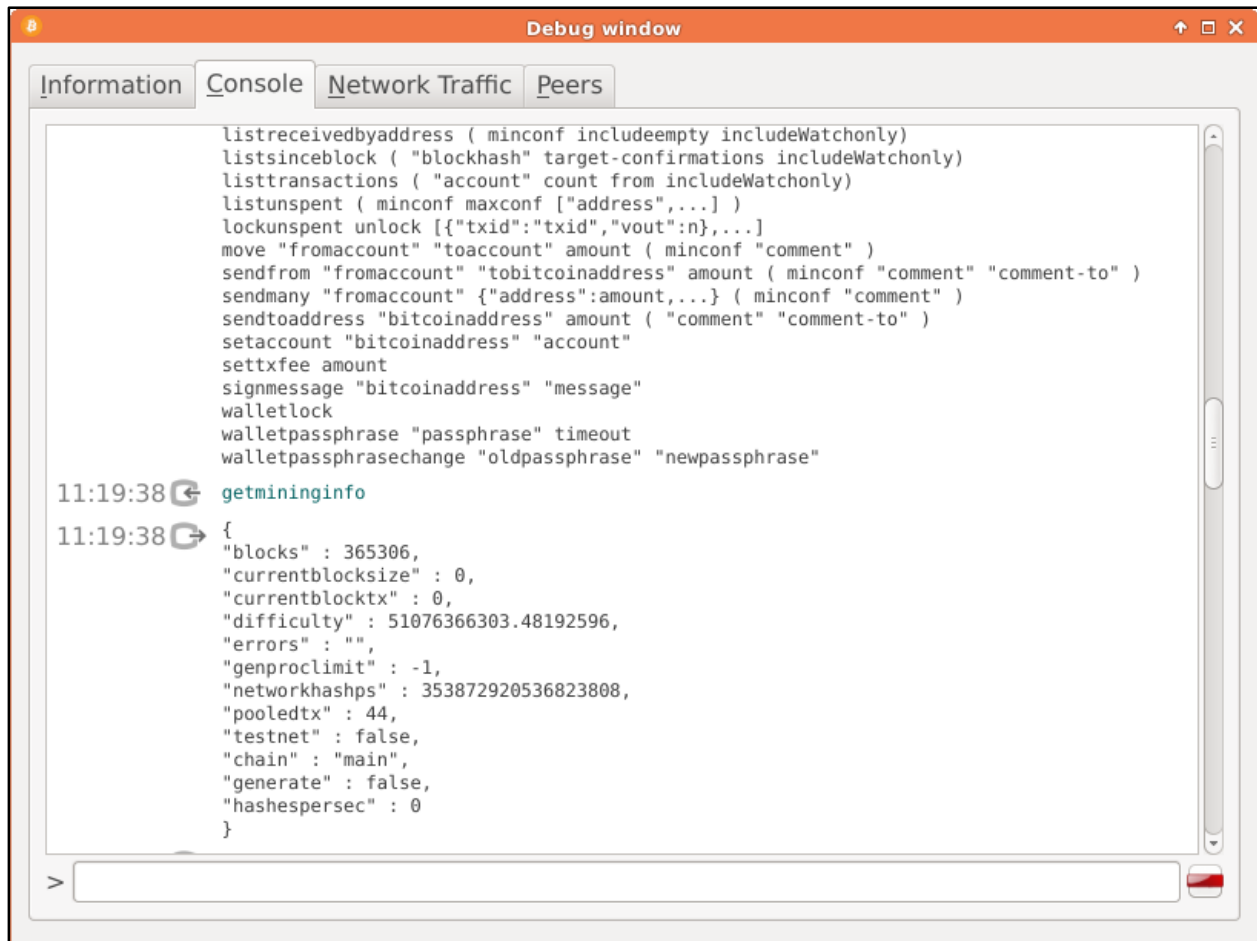 Debug window
Information Console Network Traffic Peers
listreceivedbyaddress ( minconf includeempty includeWatchonly)
listsinceblock ( "blockhash" target-confirmations includeWatchonly)
listtransactions ( "account" count from includeWatchonly)
listunspent ( minconf maxconf ["address",...] )
lockunspent unlock [{"txid":"txid","vout":n},...]
move "fromaccount" "toaccount" amount ( minconf "comment" )
sendfrom "fromaccount" "tobitcoinaddress" amount ( minconf "comment" "comment-to" )
sendmany "fromaccount" {"address":amount,...} ( minconf "comment" )
sendtoaddress "bitcoinaddress" amount ( "comment" "comment-to" )
setaccount "bitcoinaddress" "account"
settxfee amount
signmessage "bitcoinaddress" "message"
walletlock
walletpassphrase "passphrase" timeout
walletpassphrasechange "oldpassphrase" "newpassphrase"
11:19:38 getmininginfo
11:19:38 {
"blocks" : 365306,
"currentblocksize" : 0,
"currentblocktx" : 0,
"difficulty" : 51076366303.48192596,
"errors" : "",
"genproclimit" : -1,
"networkhashps" : 353872920536823808,
"pooledtx" : 44,
"testnet" : false,
"chain" : "main",
"generate" : false,
"hashespersec" : 0
}
>